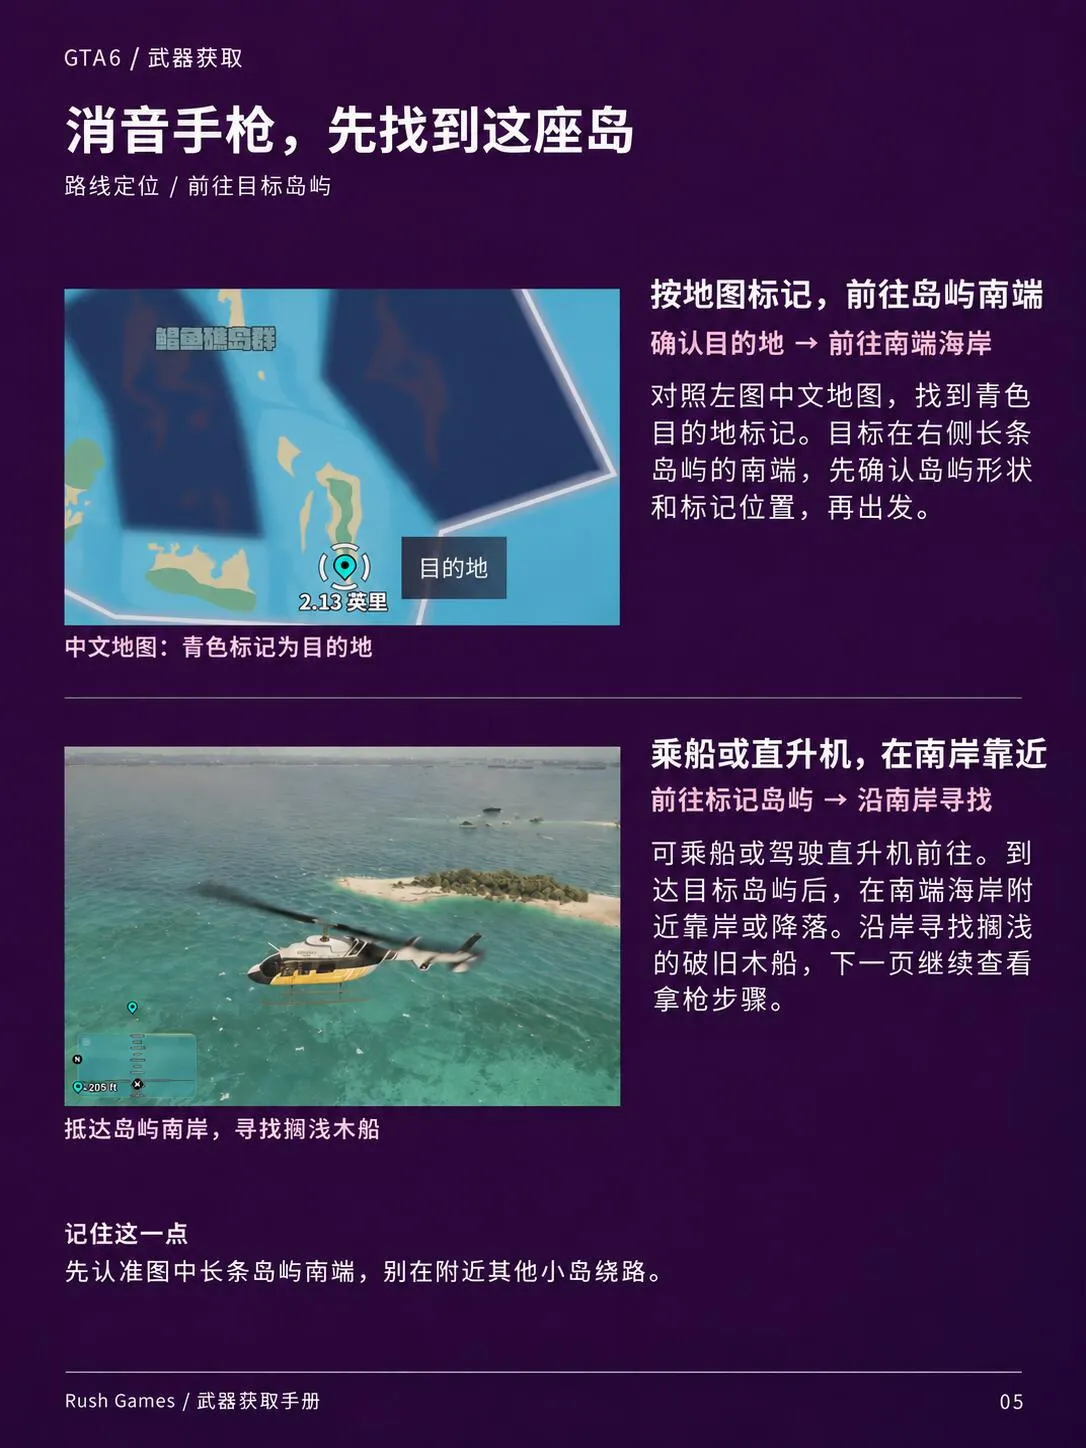 GTA6 / 武器获取
消音手枪，先找到这座岛
路线定位 / 前往目标岛屿
鲳鱼礁岛群
目的地
2.13 英里
中文地图：青色标记为目的地
按地图标记，前往岛屿南端
确认目的地 → 前往南端海岸
对照左图中文地图，找到青色
目的地标记。目标在右侧长条
岛屿的南端，先确认岛屿形状
和标记位置，再出发。
N
-205 ft
抵达岛屿南岸，寻找搁浅木船
乘船或直升机，在南岸靠近
前往标记岛屿 → 沿南岸寻找
可乘船或驾驶直升机前往。到
达目标岛屿后，在南端海岸附
近靠岸或降落。沿岸寻找搁浅
的破旧木船，下一页继续查看
拿枪步骤。
记住这一点
先认准图中长条岛屿南端，别在附近其他小岛绕路。
Rush Games / 武器获取手册
05